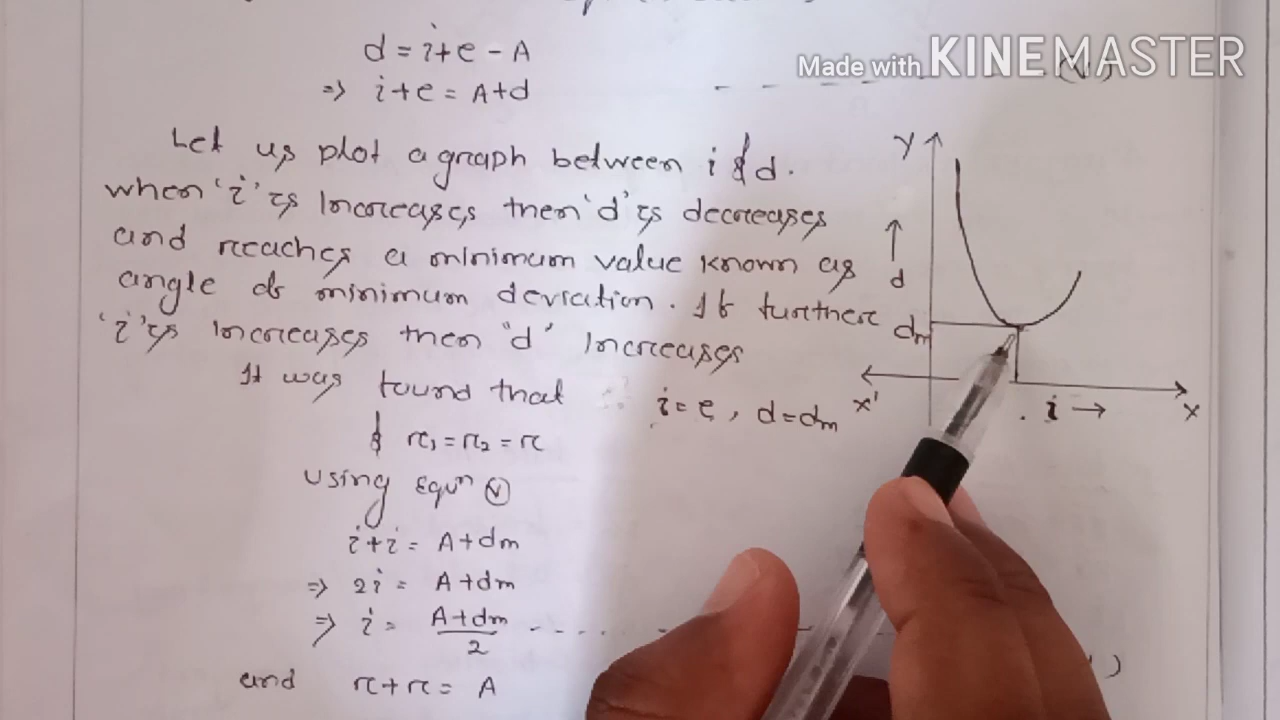 Made with KINEMASTER
d = i+e - A
=> i+e = A+d - - - - - - (V)
Let us plot a graph between i & d.
when 'i' is increases then 'd' is decreases
and reaches a minimum value known as
angle of minimum deviation. If further
'i' is increases then 'd' increases
It was found that i = e, d = dm
& r1 = r2 = r
using equn (V)
i+i = A+dm
=> 2i = A+dm
=> i = A+dm/2 - - - -
and r+r = A
Y
↑
d
dm
X'
i →
X